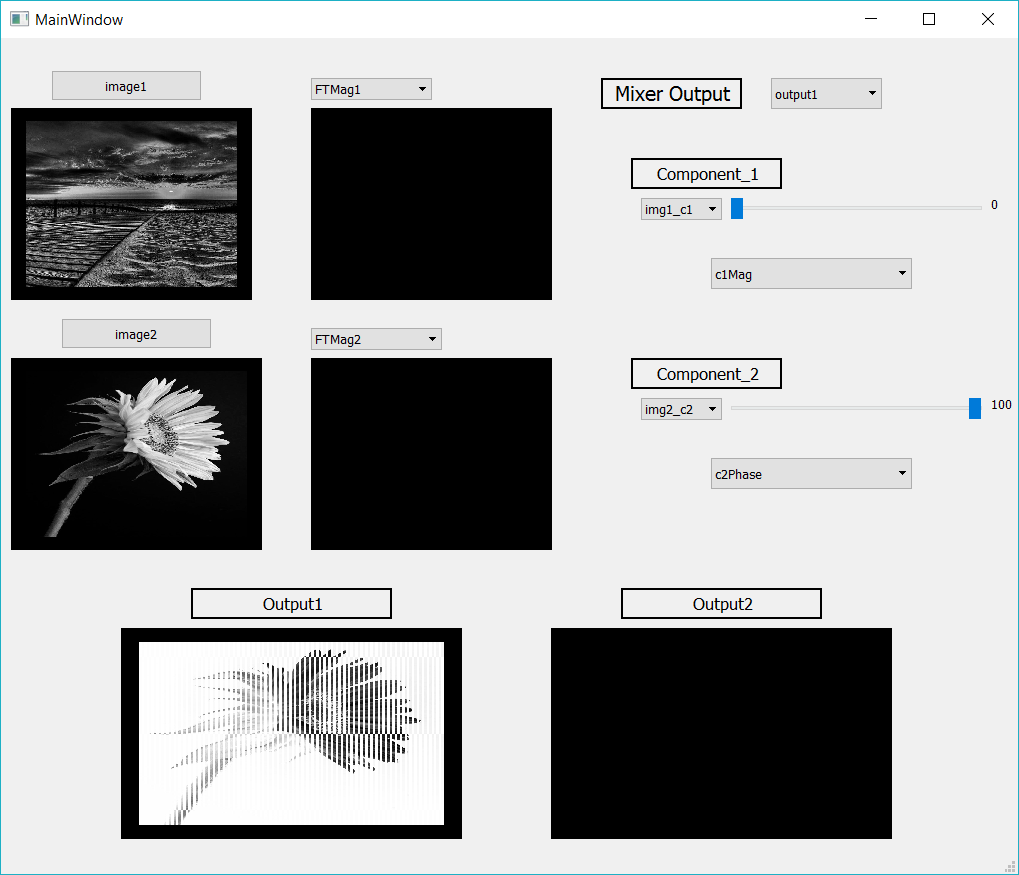 MainWindow
image1
FTMag1
Mixer Output
output1
Component_1
img1_c1
0
c1Mag
image2
FTMag2
Component_2
img2_c2
100
c2Phase
Output1
Output2